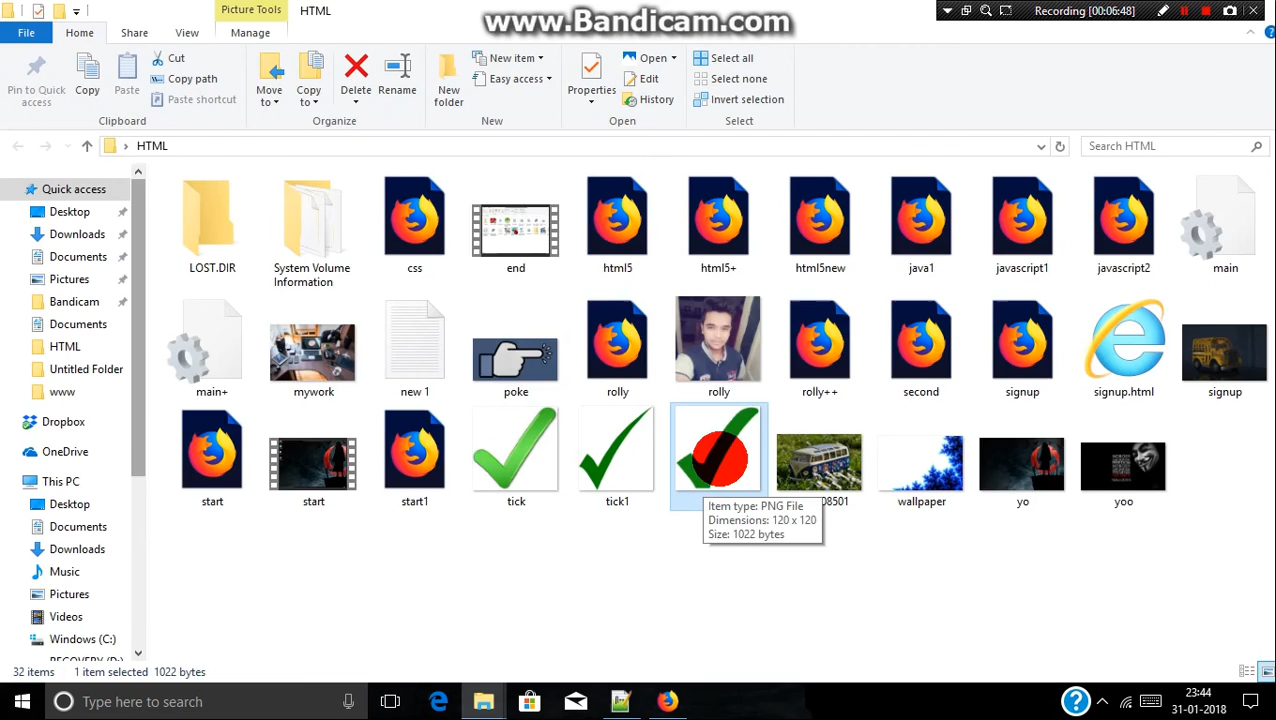 Picture Tools
HTML
www.Bandicam.com
Recording [00:06:48]
File
Home
Share
View
Manage
Pin to Quick
access
Copy
Paste
Cut
Copy path
Paste shortcut
Clipboard
Move
to
Copy
to
Delete
Rename
Organize
New
folder
New item
Easy access
New
Properties
Open
Edit
History
Open
Select all
Select none
Invert selection
Select
HTML
Search HTML
Quick access
Desktop
Downloads
Documents
Pictures
Bandicam
Documents
HTML
Untitled Folder
www
Dropbox
OneDrive
This PC
Desktop
Documents
Downloads
Music
Pictures
Videos
Windows (C:)
RECOVERY (D:)
LOST.DIR
System Volume
Information
css
end
html5
html5+
html5new
java1
javascript1
javascript2
main
main+
mywork
new 1
poke
rolly
rolly
rolly++
second
signup
signup.html
signup
start
start
start1
tick
tick1
08501
wallpaper
yo
yoo
Item type: PNG File
Dimensions: 120 x 120
Size: 1022 bytes
32 items 1 item selected 1022 bytes
Type here to search
23:44
31-01-2018